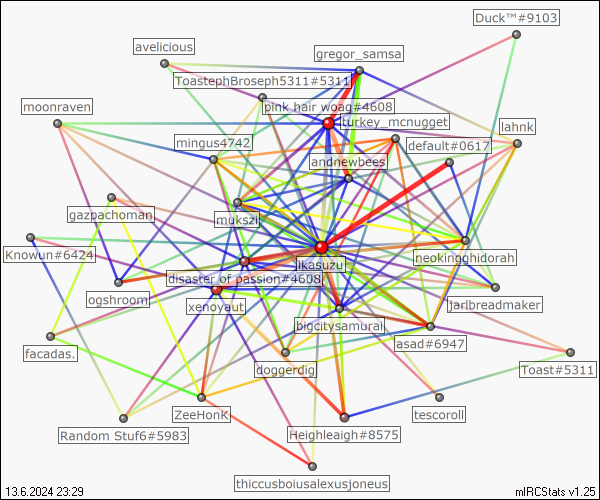 Duck™#9103
avelicious
gregor_samsa
ToastephBroseph5311#5311
moonraven
pink hair woag#4608
turkey_mcnugget
lahnk
mingus4742
default#0617
andnewbees
gazpachoman
mukszi
Knowun#6424
ikasuzu
neokingghidorah
disaster of passion#4608
ogshroom
xenoyaut
jarlbreadmaker
bigcitysamurai
asad#6947
facadas.
doggerdig
Toast#5311
ZeeHonk
tescoroll
Random Stuf6#5983
Heighleaigh#8575
thiccusboiusalexusjoneus
13.6.2024 23:29
mIRCStats v1.25